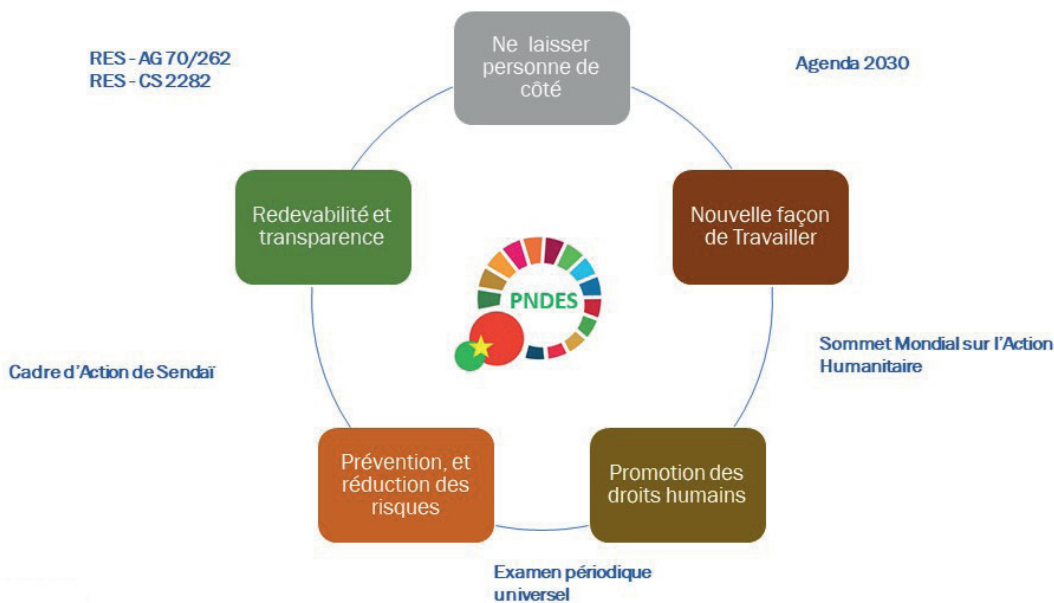 Ne laisser
personne de
côté
RES - AG 70/262
RES - CS 2282
Agenda 2030
Redevabilité et
transparence
Nouvelle façon
de Travailler
PNDES
Sommet Mondial sur l'Action
Humanitaire
Cadre d'Action de Sendaï
Prévention, et
réduction des
risques
Promotion des
droits humains
Examen périodique
universel